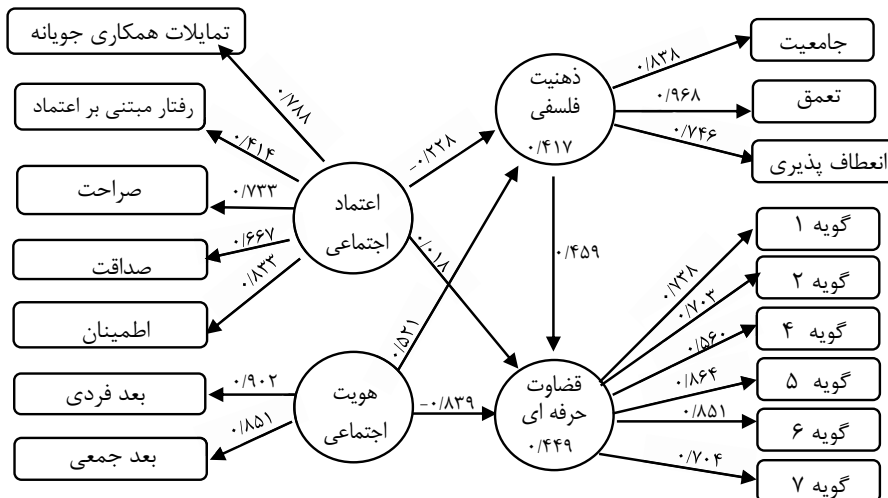 تمایلات همکاری جویانه
رفتار مبتنی بر اعتماد
صراحت
صداقت
اطمینان
بعد فردی
بعد جمعی
۰/۷۸۸
۰/۴۱۴
۰/۷۳۳
۰/۶۶۷
۰/۸۳۳
۰/۹۰۲
۰/۸۵۱
اعتماد
اجتماعی
هویت
اجتماعی
-۰/۲۲۸
۰/۰۱۸
۰/۵۲۱
-۰/۸۳۹
ذهنیت
فلسفی
۰/۴۱۷
۰/۴۵۹
قضاوت
حرفه ای
۰/۴۴۹
۰/۸۳۸
۰/۹۶۸
۰/۷۴۶
۰/۷۳۸
۰/۷۰۳
۰/۵۶۰
۰/۸۶۴
۰/۸۵۱
۰/۷۰۴
جامعیت
تعمق
انعطاف پذیری
گویه ۱
گویه ۲
گویه ۴
گویه ۵
گویه ۶
گویه ۷